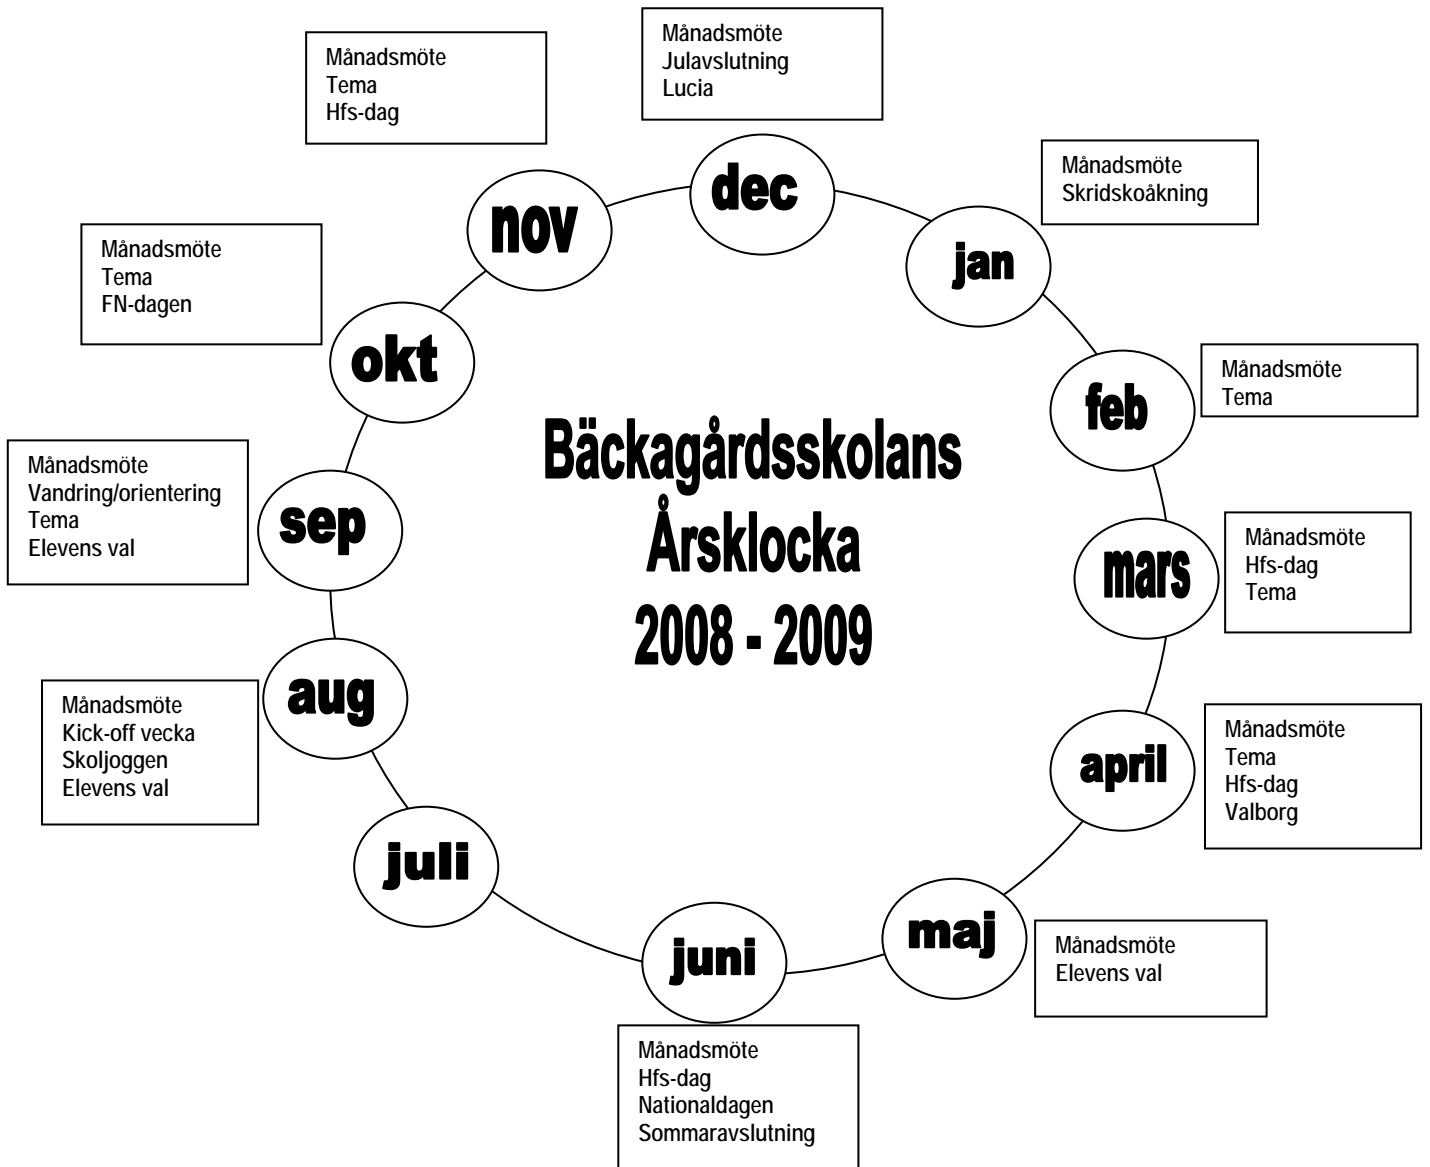 Månadsmöte
Julavslutning
Lucia
dec
Månadsmöte
Tema
Hfs-dag
nov
Månadsmöte
Skridskoåkning
jan
Månadsmöte
Tema
FN-dagen
okt
Månadsmöte
Tema
feb
Bäckagårdsskolans
Årsklocka
2008 - 2009
Månadsmöte
Vandring/orientering
Tema
Elevens val
sep
Månadsmöte
Hfs-dag
Tema
mars
Månadsmöte
Kick-off vecka
Skoljoggen
Elevens val
aug
Månadsmöte
Tema
Hfs-dag
Valborg
april
juli
maj
Månadsmöte
Elevens val
juni
Månadsmöte
Hfs-dag
Nationaldagen
Sommaravslutning